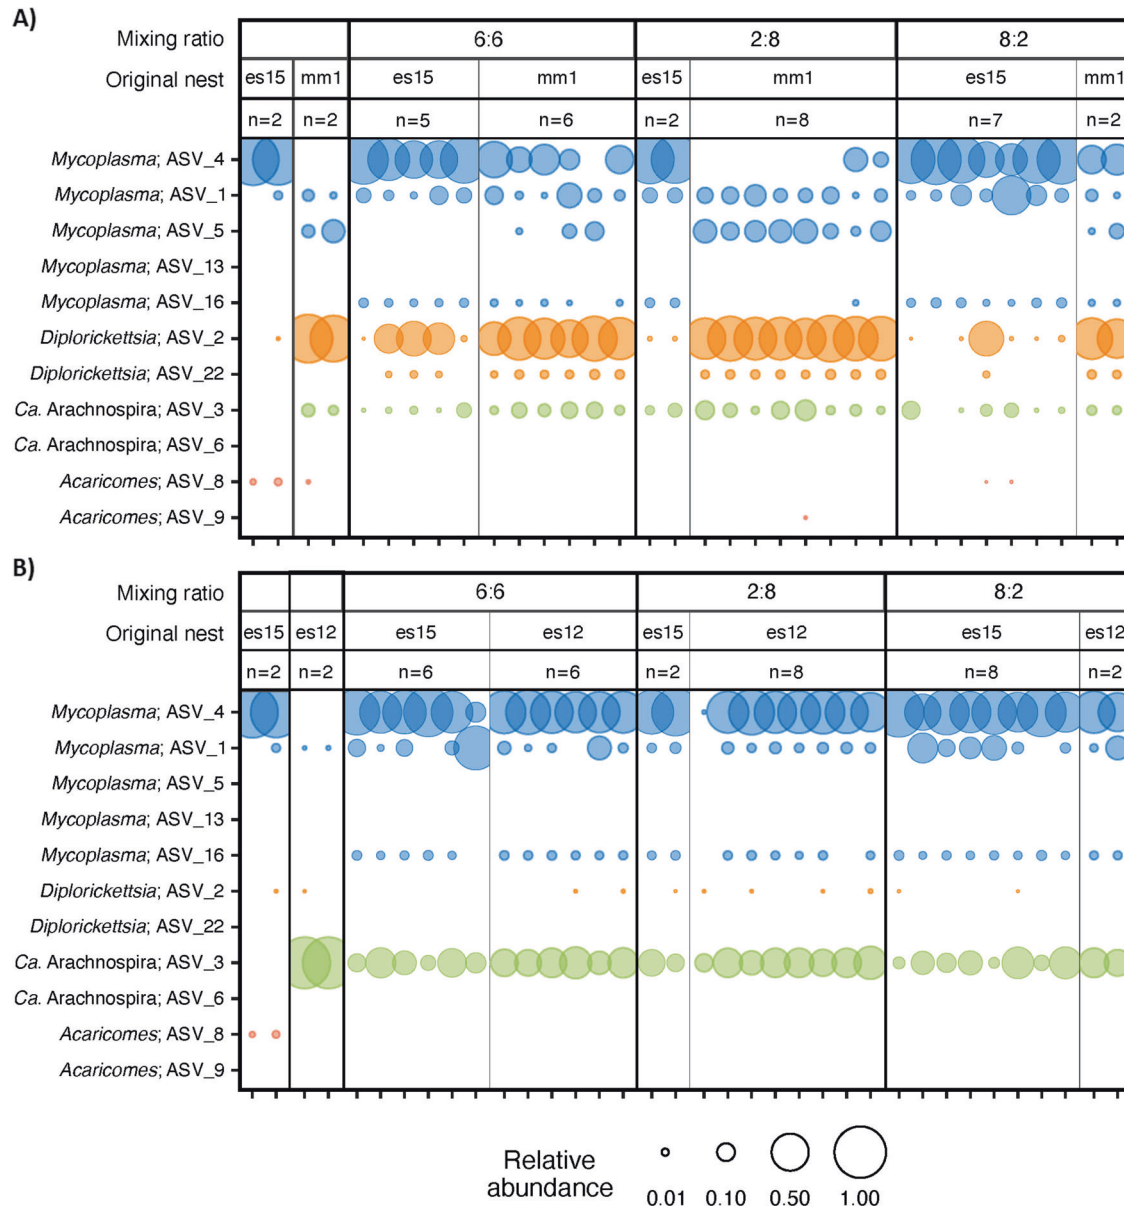 A)
Mixing ratio 6:6 2:8 8:2
Original nest es15 mm1 es15 mm1 es15 mm1 es15 mm1
n=2 n=2 n=5 n=6 n=2 n=8 n=7 n=2
Mycoplasma; ASV_4
Mycoplasma; ASV_1
Mycoplasma; ASV_5
Mycoplasma; ASV_13
Mycoplasma; ASV_16
Diplorickettsia; ASV_2
Diplorickettsia; ASV_22
Ca. Arachnospira; ASV_3
Ca. Arachnospira; ASV_6
Acaricomes; ASV_8
Acaricomes; ASV_9
B)
Mixing ratio 6:6 2:8 8:2
Original nest es15 es12 es15 es12 es15 es12 es15 es12
n=2 n=2 n=6 n=6 n=2 n=8 n=8 n=2
Mycoplasma; ASV_4
Mycoplasma; ASV_1
Mycoplasma; ASV_5
Mycoplasma; ASV_13
Mycoplasma; ASV_16
Diplorickettsia; ASV_2
Diplorickettsia; ASV_22
Ca. Arachnospira; ASV_3
Ca. Arachnospira; ASV_6
Acaricomes; ASV_8
Acaricomes; ASV_9
Relative
abundance
0.01 0.10 0.50 1.00